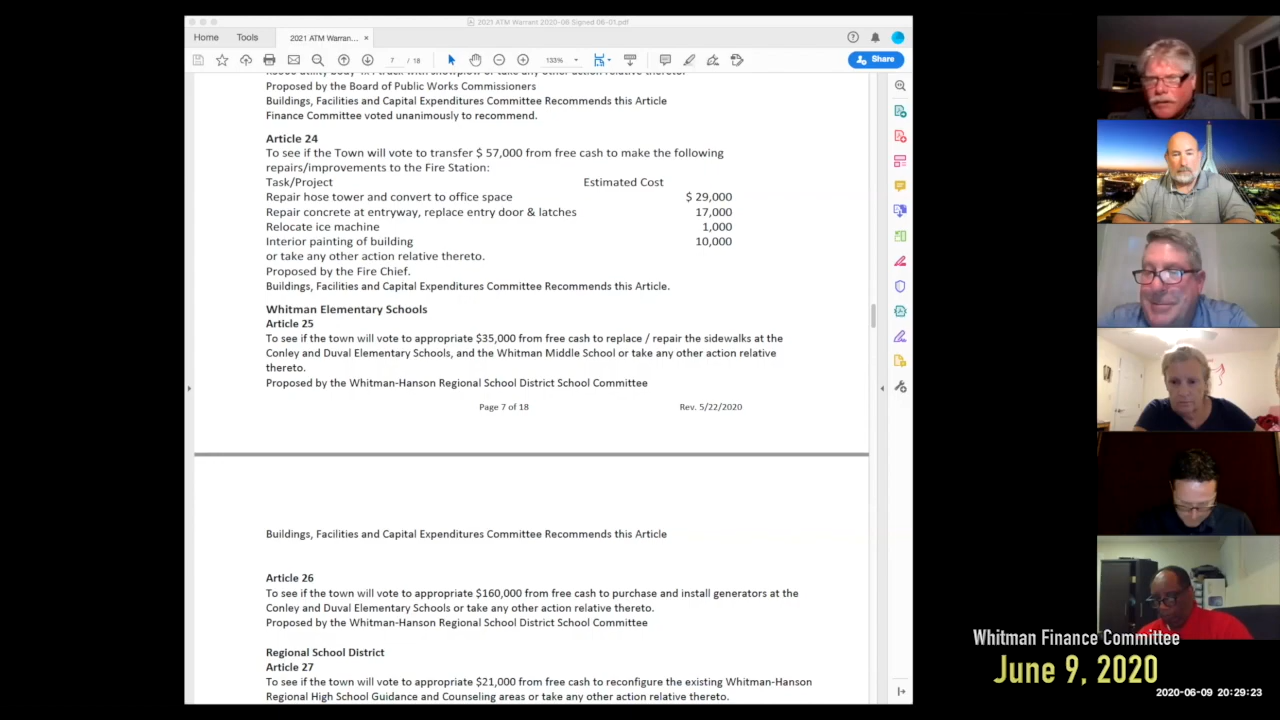 2021 ATM Warrant 2020-06 Signed 06-01.pdf
Home Tools 2021 ATM Warran... ×
7 / 18 133% Share
Proposed by the Board of Public Works Commissioners
Buildings, Facilities and Capital Expenditures Committee Recommends this Article
Finance Committee voted unanimously to recommend.
Article 24
To see if the Town will vote to transfer $ 57,000 from free cash to make the following
repairs/improvements to the Fire Station:
Task/Project Estimated Cost
Repair hose tower and convert to office space $ 29,000
Repair concrete at entryway, replace entry door & latches 17,000
Relocate ice machine 1,000
Interior painting of building 10,000
or take any other action relative thereto.
Proposed by the Fire Chief.
Buildings, Facilities and Capital Expenditures Committee Recommends this Article.
Whitman Elementary Schools
Article 25
To see if the town will vote to appropriate $35,000 from free cash to replace / repair the sidewalks at the
Conley and Duval Elementary Schools, and the Whitman Middle School or take any other action relative
thereto.
Proposed by the Whitman-Hanson Regional School District School Committee
Page 7 of 18 Rev. 5/22/2020
Buildings, Facilities and Capital Expenditures Committee Recommends this Article
Article 26
To see if the town will vote to appropriate $160,000 from free cash to purchase and install generators at the
Conley and Duval Elementary Schools or take any other action relative thereto.
Proposed by the Whitman-Hanson Regional School District School Committee
Regional School District
Article 27
To see if the town will vote to appropriate $21,000 from free cash to reconfigure the existing Whitman-Hanson
Regional High School Guidance and Counseling areas or take any other action relative thereto.
Whitman Finance Committee
June 9, 2020
2020-06-09 20:29:23